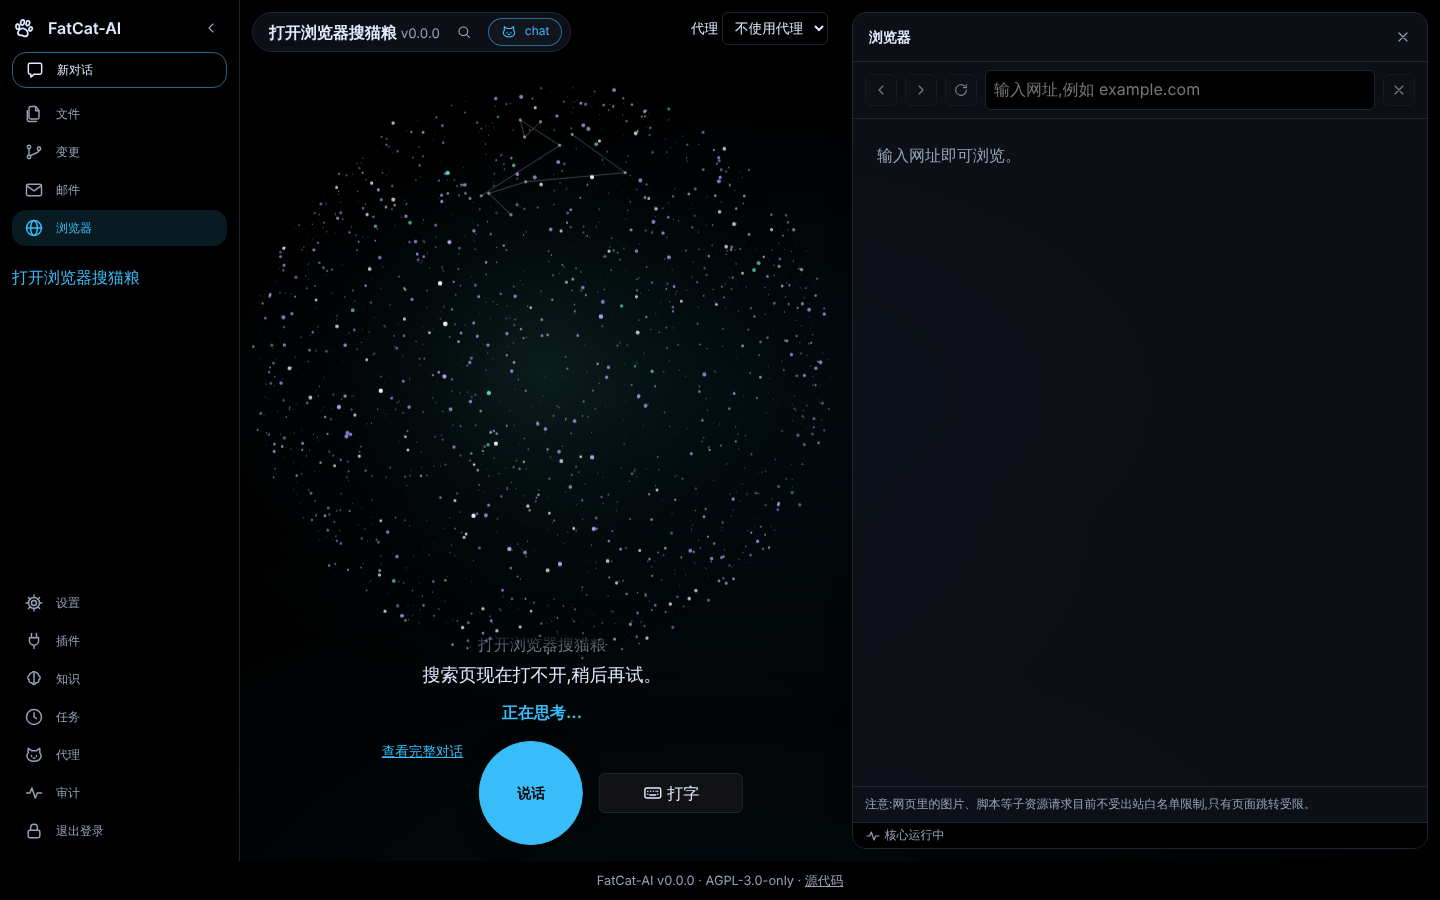 FatCat-AI
新对话
文件
变更
邮件
浏览器
打开浏览器搜猫粮
设置
插件
知识
任务
代理
审计
退出登录
打开浏览器搜猫粮 v0.0.0
chat
代理 不使用代理
打开浏览器搜猫粮
搜索页现在打不开,稍后再试。
正在思考...
查看完整对话
说话
打字
浏览器
输入网址,例如 example.com
输入网址即可浏览。
注意:网页里的图片、脚本等子资源请求目前不受出站白名单限制,只有页面跳转受限。
核心运行中
FatCat-AI v0.0.0 · AGPL-3.0-only · 源代码